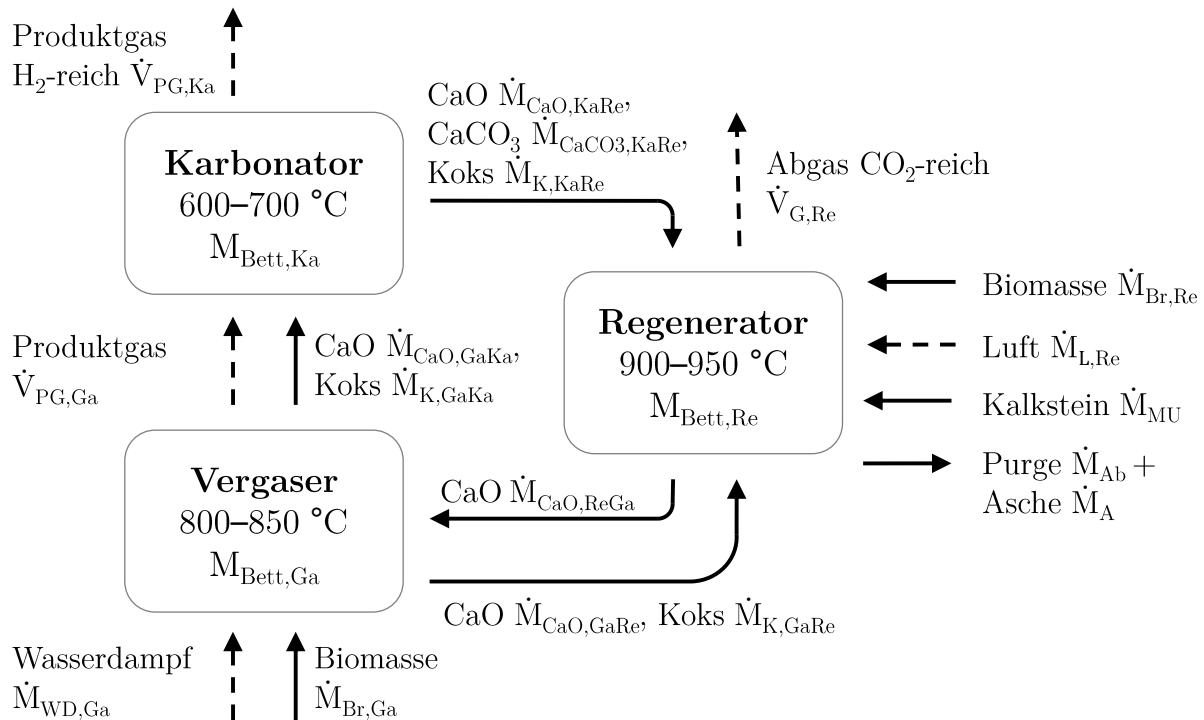 Produktgas
H₂-reich V̇PG,Ka
CaO ṀCaO,KaRe,
CaCO₃ ṀCaCO3,KaRe,
Koks ṀK,KaRe
Karbonator
600–700 °C
MBett,Ka
Abgas CO₂-reich
V̇G,Re
Produktgas
V̇PG,Ga
CaO ṀCaO,GaKa,
Koks ṀK,GaKa
Regenerator
900–950 °C
MBett,Re
Biomasse ṀBr,Re
Luft ṀL,Re
Kalkstein ṀMU
Purge ṀAb +
Asche ṀA
Vergaser
800–850 °C
MBett,Ga
CaO ṀCaO,ReGa
CaO ṀCaO,GaRe, Koks ṀK,GaRe
Wasserdampf
ṀWD,Ga
Biomasse
ṀBr,Ga